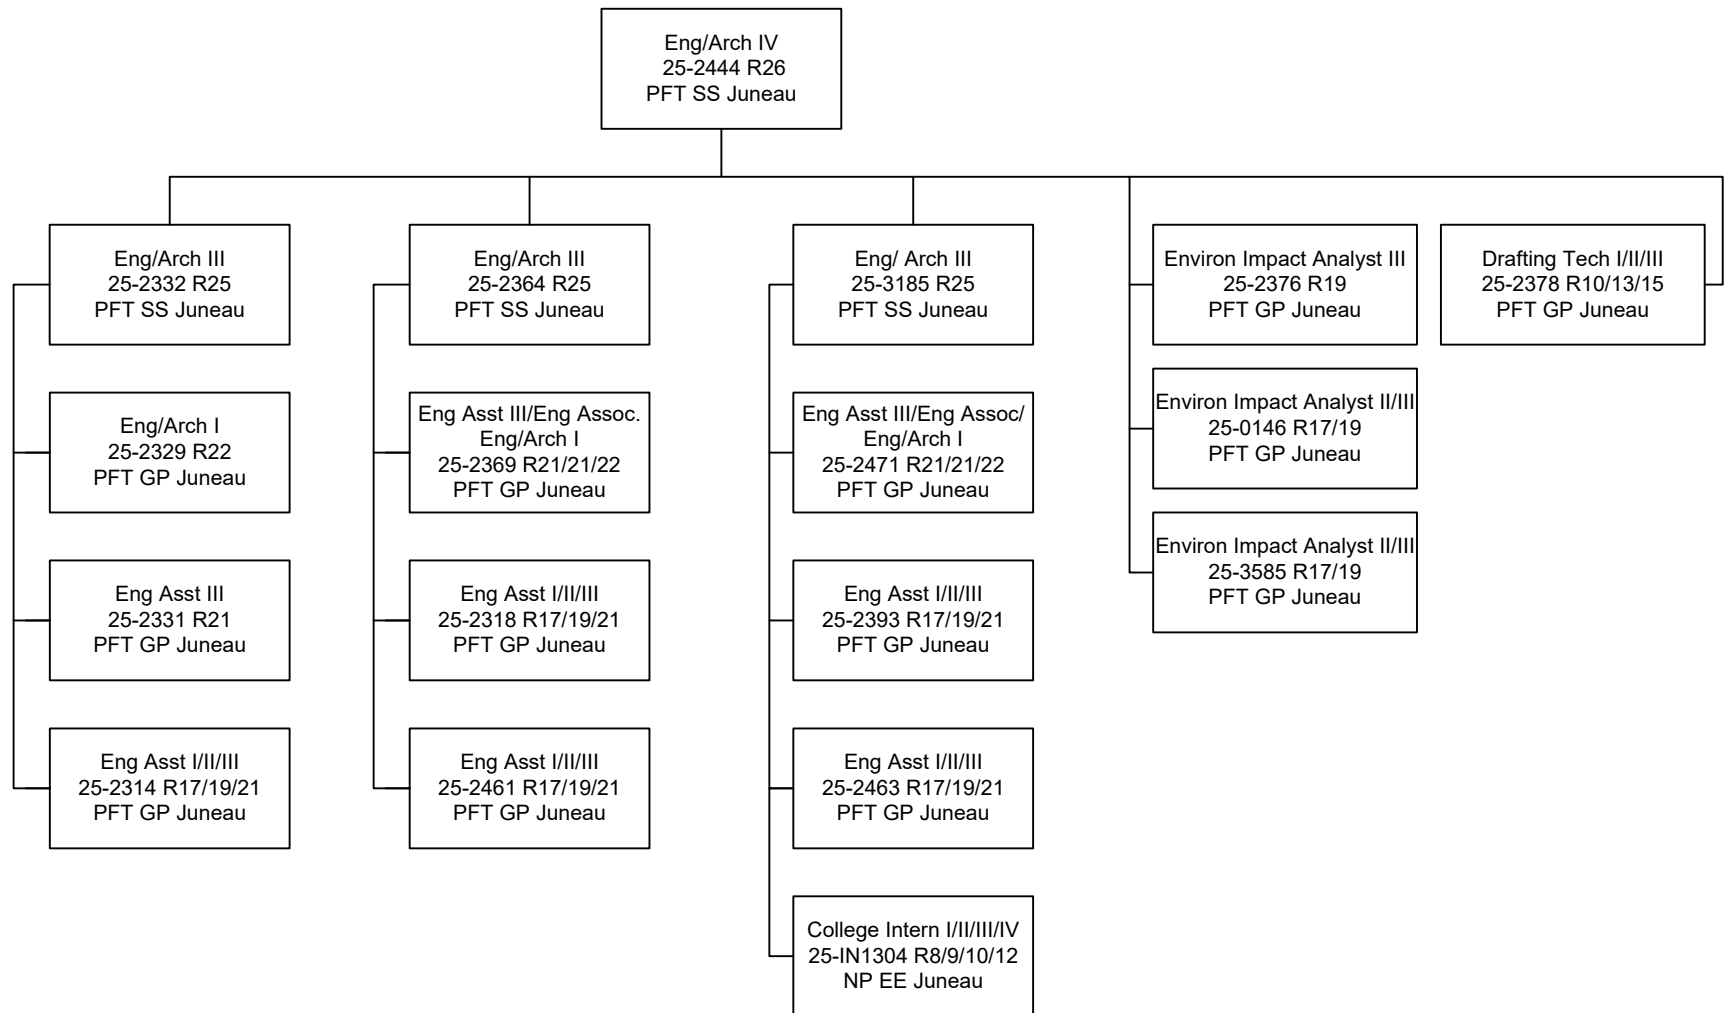 Eng/Arch IV
25-2444 R26
PFT SS Juneau
Eng/Arch III
25-2332 R25
PFT SS Juneau
Eng/Arch III
25-2364 R25
PFT SS Juneau
Eng/ Arch III
25-3185 R25
PFT SS Juneau
Environ Impact Analyst III
25-2376 R19
PFT GP Juneau
Drafting Tech I/II/III
25-2378 R10/13/15
PFT GP Juneau
Eng/Arch I
25-2329 R22
PFT GP Juneau
Eng Asst III/Eng Assoc.
Eng/Arch I
25-2369 R21/21/22
PFT GP Juneau
Eng Asst III/Eng Assoc/
Eng/Arch I
25-2471 R21/21/22
PFT GP Juneau
Environ Impact Analyst II/III
25-0146 R17/19
PFT GP Juneau
Eng Asst III
25-2331 R21
PFT GP Juneau
Eng Asst I/II/III
25-2318 R17/19/21
PFT GP Juneau
Eng Asst I/II/III
25-2393 R17/19/21
PFT GP Juneau
Environ Impact Analyst II/III
25-3585 R17/19
PFT GP Juneau
Eng Asst I/II/III
25-2314 R17/19/21
PFT GP Juneau
Eng Asst I/II/III
25-2461 R17/19/21
PFT GP Juneau
Eng Asst I/II/III
25-2463 R17/19/21
PFT GP Juneau
College Intern I/II/III/IV
25-IN1304 R8/9/10/12
NP EE Juneau